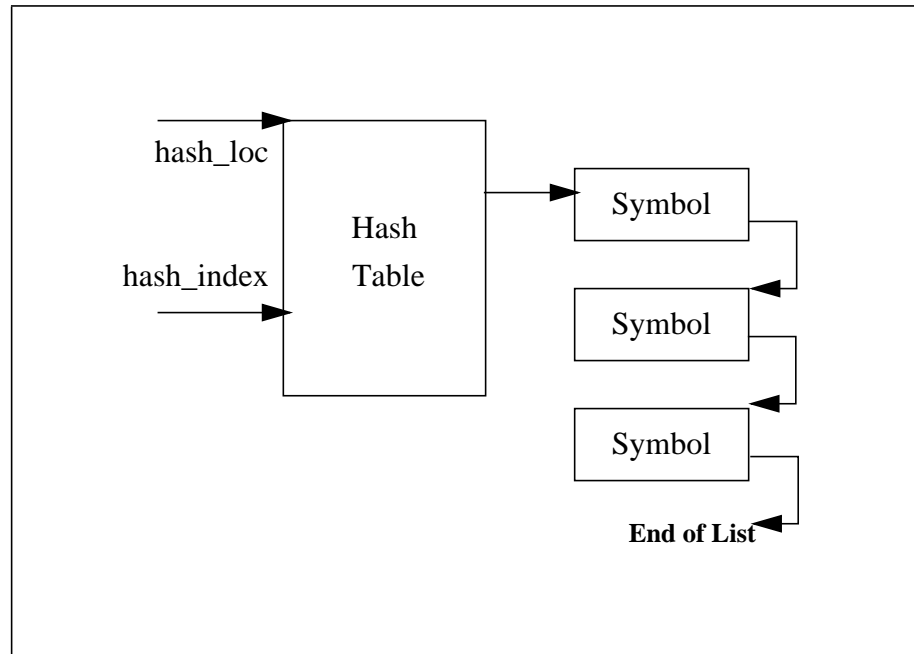 hash_loc
hash_index
Hash
Table
Symbol
Symbol
Symbol
End of List